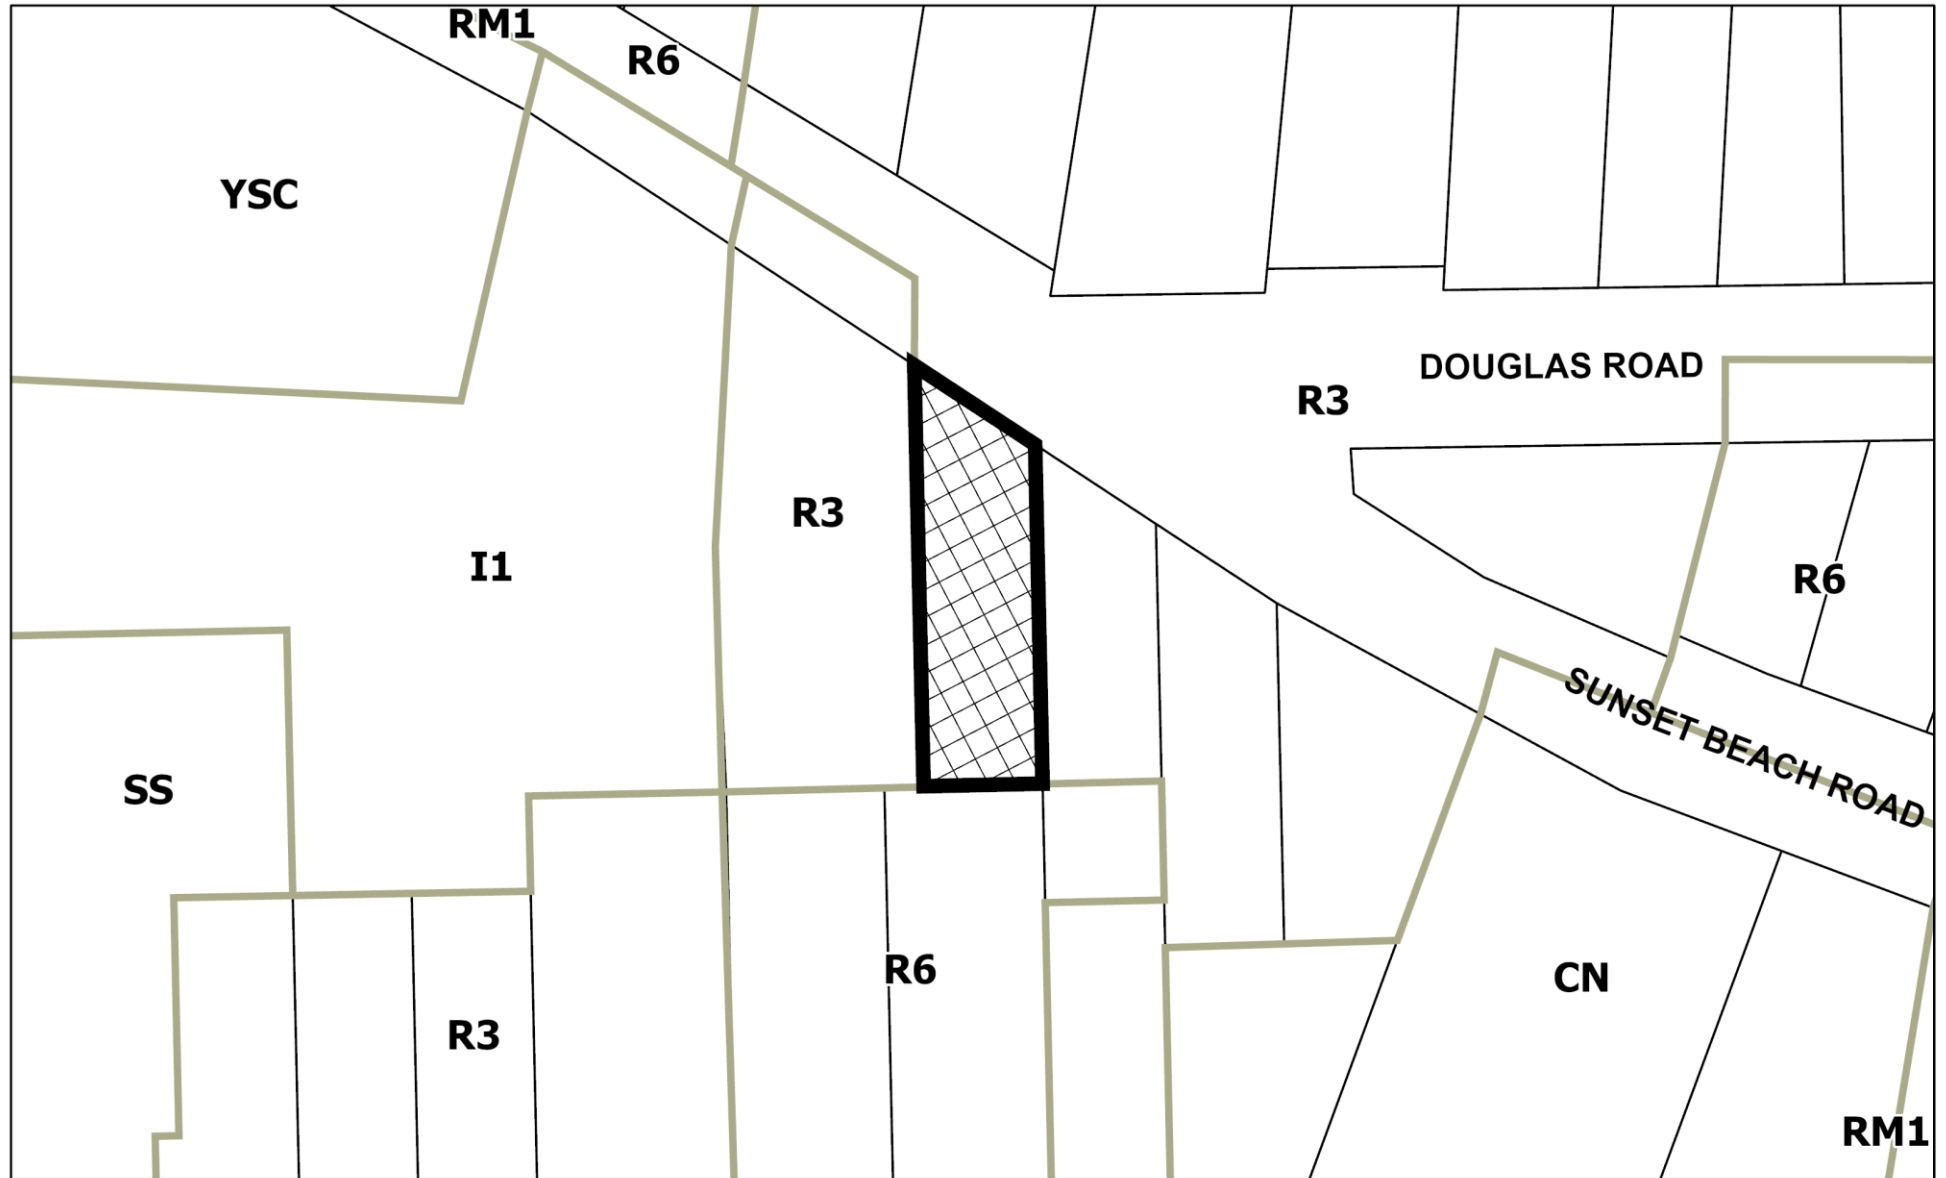 RM1
R6
YSC
DOUGLAS ROAD
R3
R3
I1
R6
SUNSET BEACH ROAD
SS
R6
CN
R3
RM1